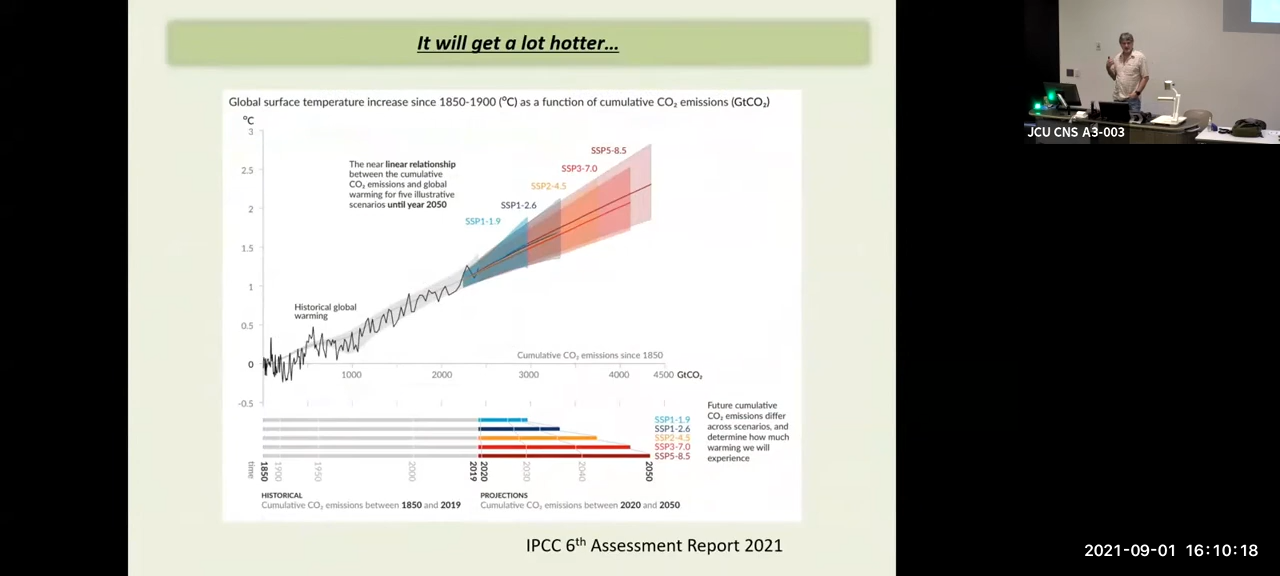 It will get a lot hotter...
Global surface temperature increase since 1850-1900 (°C) as a function of cumulative CO₂ emissions (GtCO₂)
°C
3
2.5
2
1.5
1
0.5
0
-0.5
The near linear relationship
between the cumulative
CO₂ emissions and global
warming for five illustrative
scenarios until year 2050
SSP1-1.9
SSP1-2.6
SSP2-4.5
SSP3-7.0
SSP5-8.5
Historical global
warming
Cumulative CO₂ emissions since 1850
1000
2000
3000
4000
4500 GtCO₂
SSP1-1.9
SSP1-2.6
SSP2-4.5
SSP3-7.0
SSP5-8.5
Future cumulative
CO₂ emissions differ
across scenarios, and
determine how much
warming we will
experience
time
1850
1900
1950
2000
2019
2020
2030
2040
2050
HISTORICAL
Cumulative CO₂ emissions between 1850 and 2019
PROJECTIONS
Cumulative CO₂ emissions between 2020 and 2050
IPCC 6th Assessment Report 2021
JCU CNS A3-003
2021-09-01 16:10:18